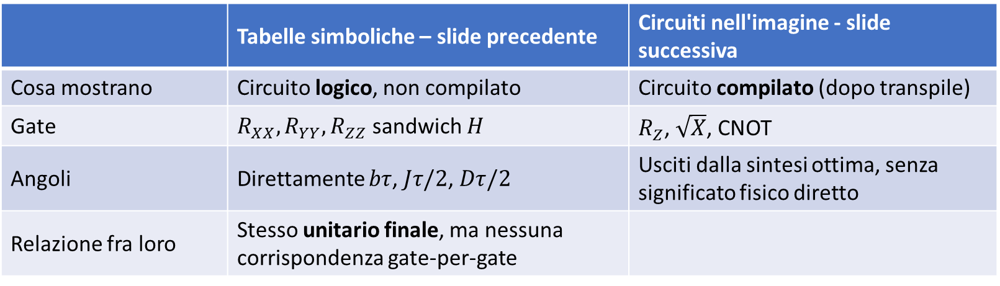 Tabelle simboliche – slide precedente
Circuiti nell'imagine - slide
successiva
Cosa mostrano
Circuito logico, non compilato
Circuito compilato (dopo transpile)
Gate
R_XX, R_YY, R_ZZ sandwich H
R_Z, √X, CNOT
Angoli
Direttamente bτ, Jτ/2, Dτ/2
Usciti dalla sintesi ottima, senza
significato fisico diretto
Relazione fra loro
Stesso unitario finale, ma nessuna
corrispondenza gate-per-gate